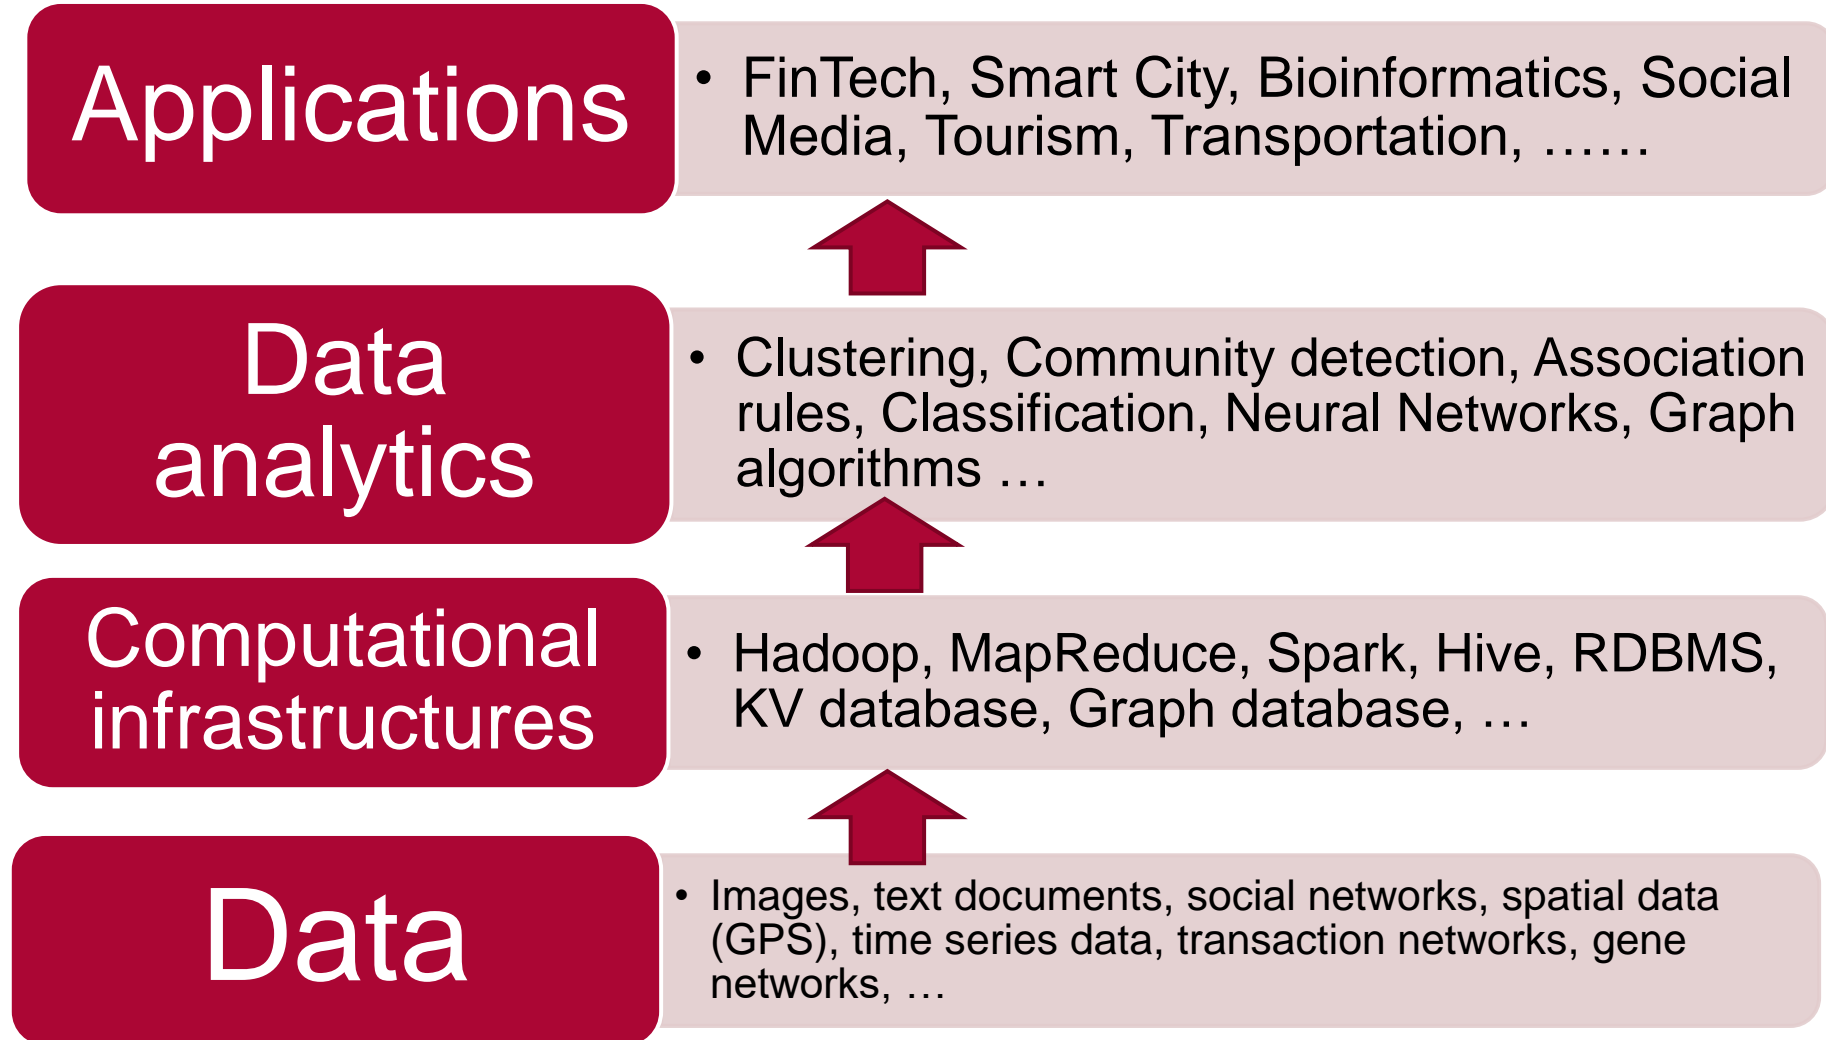 Applications
• FinTech, Smart City, Bioinformatics, Social
Media, Tourism, Transportation, ……
Data
analytics
• Clustering, Community detection, Association
rules, Classification, Neural Networks, Graph
algorithms …
Computational
infrastructures
• Hadoop, MapReduce, Spark, Hive, RDBMS,
KV database, Graph database, …
Data
• Images, text documents, social networks, spatial data
(GPS), time series data, transaction networks, gene
networks, …